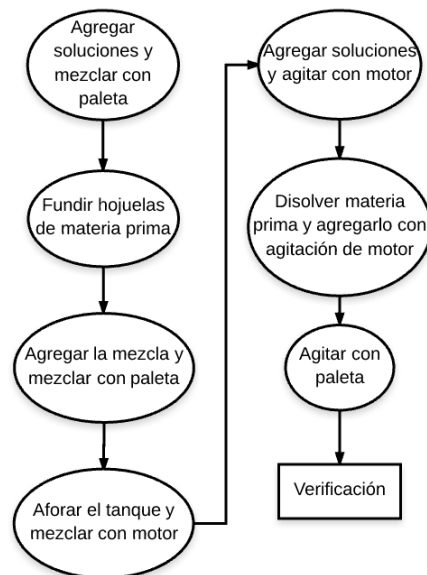 Agregar
soluciones y
mezclar con
paleta
Fundir hojuelas
de materia prima
Agregar la mezcla y
mezclar con paleta
Aforar el tanque y
mezclar con motor
Agregar soluciones
y agitar con motor
Disolver materia
prima y agregarlo con
agitación de motor
Agitar con
paleta
Verificación